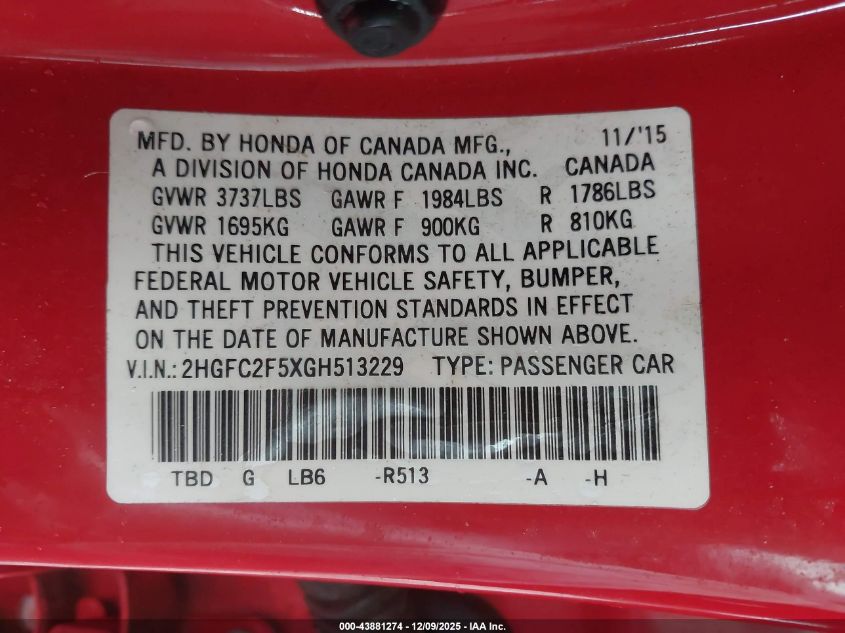 MFD. BY HONDA OF CANADA MFG., 11/'15
A DIVISION OF HONDA CANADA INC. CANADA
GVWR 3737LBS GAWR F 1984LBS R 1786LBS
GVWR 1695KG GAWR F 900KG R 810KG
THIS VEHICLE CONFORMS TO ALL APPLICABLE
FEDERAL MOTOR VEHICLE SAFETY, BUMPER,
AND THEFT PREVENTION STANDARDS IN EFFECT
ON THE DATE OF MANUFACTURE SHOWN ABOVE.
V.I.N.: 2HGFC2F5XGH513229 TYPE: PASSENGER CAR
TBD G LB6 -R513 -A -H
000-43881274 | 12/09/2025 - IAA Inc.